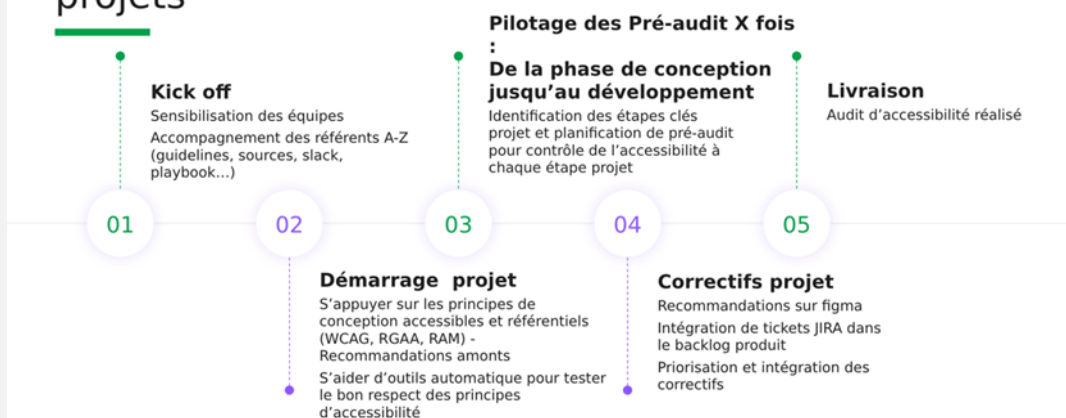 projets
Kick off
Sensibilisation des équipes
Accompagnement des référents A-Z
(guidelines, sources, slack,
playbook...)
Pilotage des Pré-audit X fois
:
De la phase de conception
jusqu’au développement
Identification des étapes clés
projet et planification de pré-audit
pour contrôle de l’accessibilité à
chaque étape projet
Livraison
Audit d’accessibilité réalisé
01
02
03
04
05
Démarrage  projet
S’appuyer sur les principes de
conception accessibles et référentiels
(WCAG, RGAA, RAM) -
Recommandations amonts
S’aider d’outils automatique pour tester
le bon respect des principes
d’accessibilité
Correctifs projet
Recommandations sur figma
Intégration de tickets JIRA dans
le backlog produit
Priorisation et intégration des
correctifs